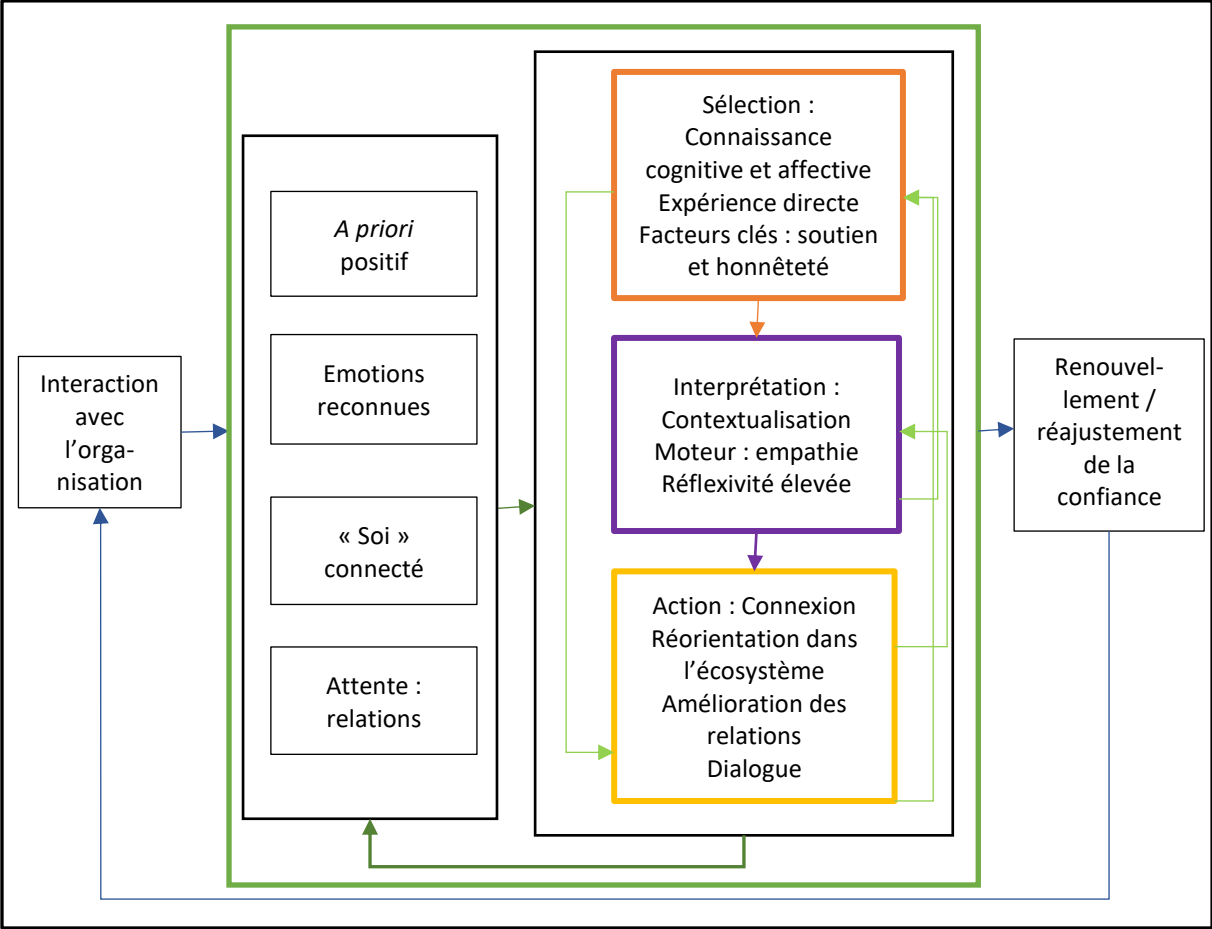 Interaction
avec
l’orga-
nisation
A priori
positif
Emotions
reconnues
« Soi »
connecté
Attente :
relations
Sélection :
Connaissance
cognitive et affective
Expérience directe
Facteurs clés : soutien
et honnêteté
Interprétation :
Contextualisation
Moteur : empathie
Réflexivité élevée
Action : Connexion
Réorientation dans
l’écosystème
Amélioration des
relations
Dialogue
Renouvel-
lement /
réajustement
de la
confiance